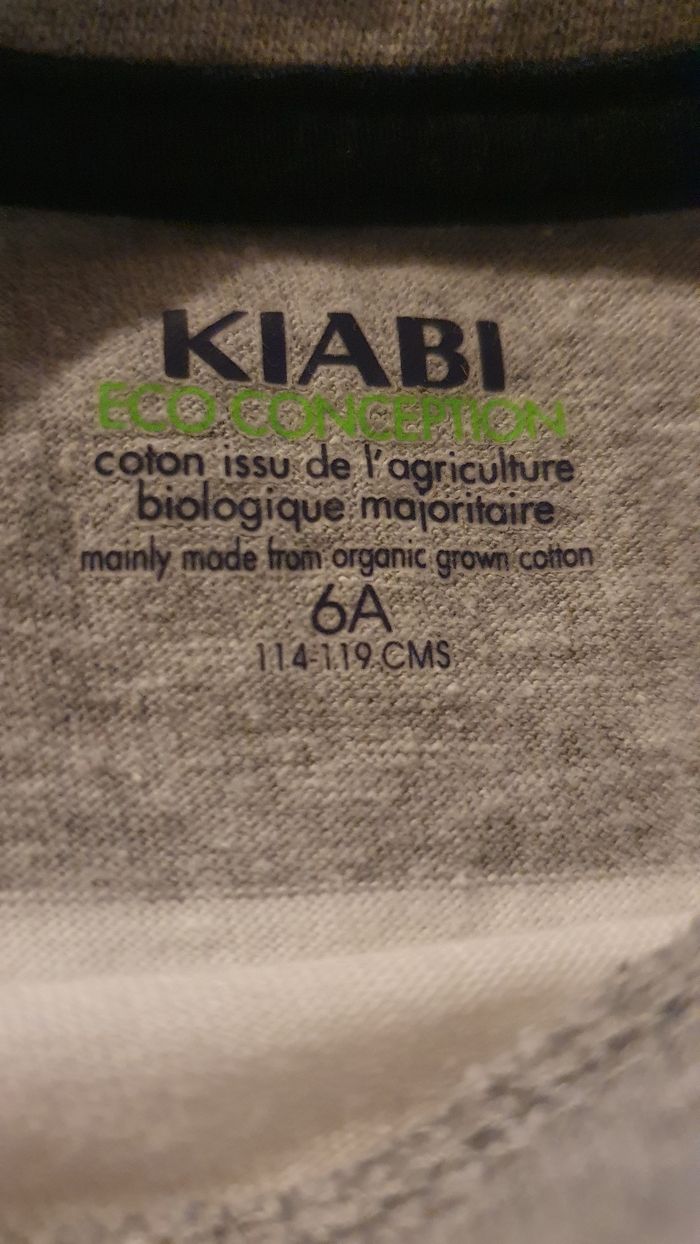 KIABI
ECO CONCEPTION
coton issu de l'agriculture
biologique majoritaire
mainly made from organic grown cotton
6A
114-119 CMS